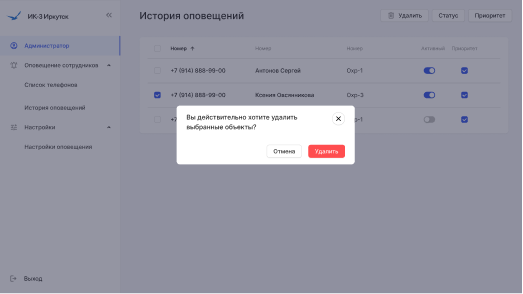 ИК-3 Иркутск
Администратор
Оповещение сотрудников
Список телефонов
История оповещений
Настройки
Настройки оповещения
Выход
История оповещений
Удалить
Статус
Приоритет
Номер
Номер
Номер
Активный
Приоритет
+7 (914) 888-99-00
Антонов Сергей
Охр-1
+7 (914) 888-99-00
Ксения Овсянникова
Охр-3
Вы действительно хотите удалить
выбранные объекты?
Отмена
Удалить